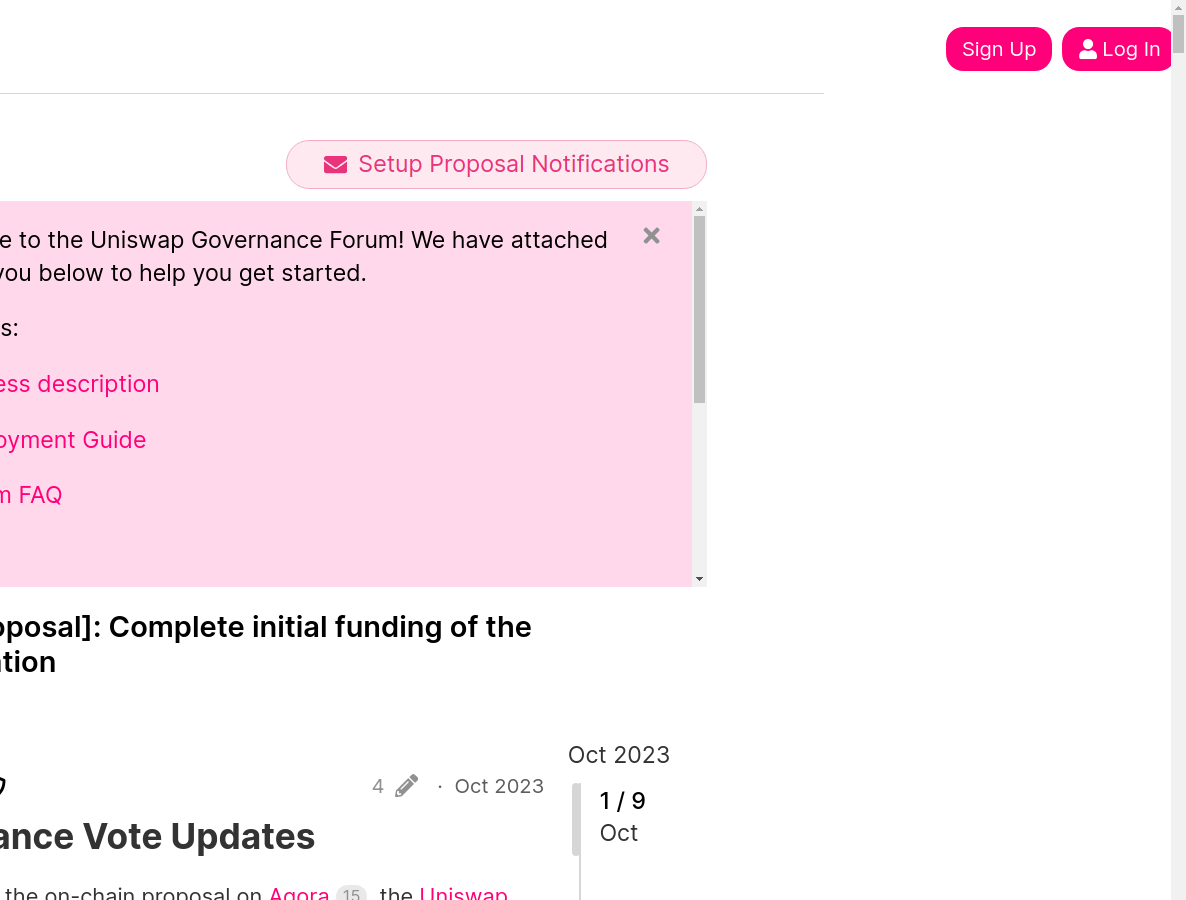 Sign Up
Log In
Setup Proposal Notifications
e to the Uniswap Governance Forum! We have attached
you below to help you get started.
s:
ess description
oyment Guide
m FAQ
oposal]: Complete initial funding of the
ation
Oct 2023
4 · Oct 2023
1 / 9
Oct
ance Vote Updates
the on-chain proposal on Agora 15 the Uniswap